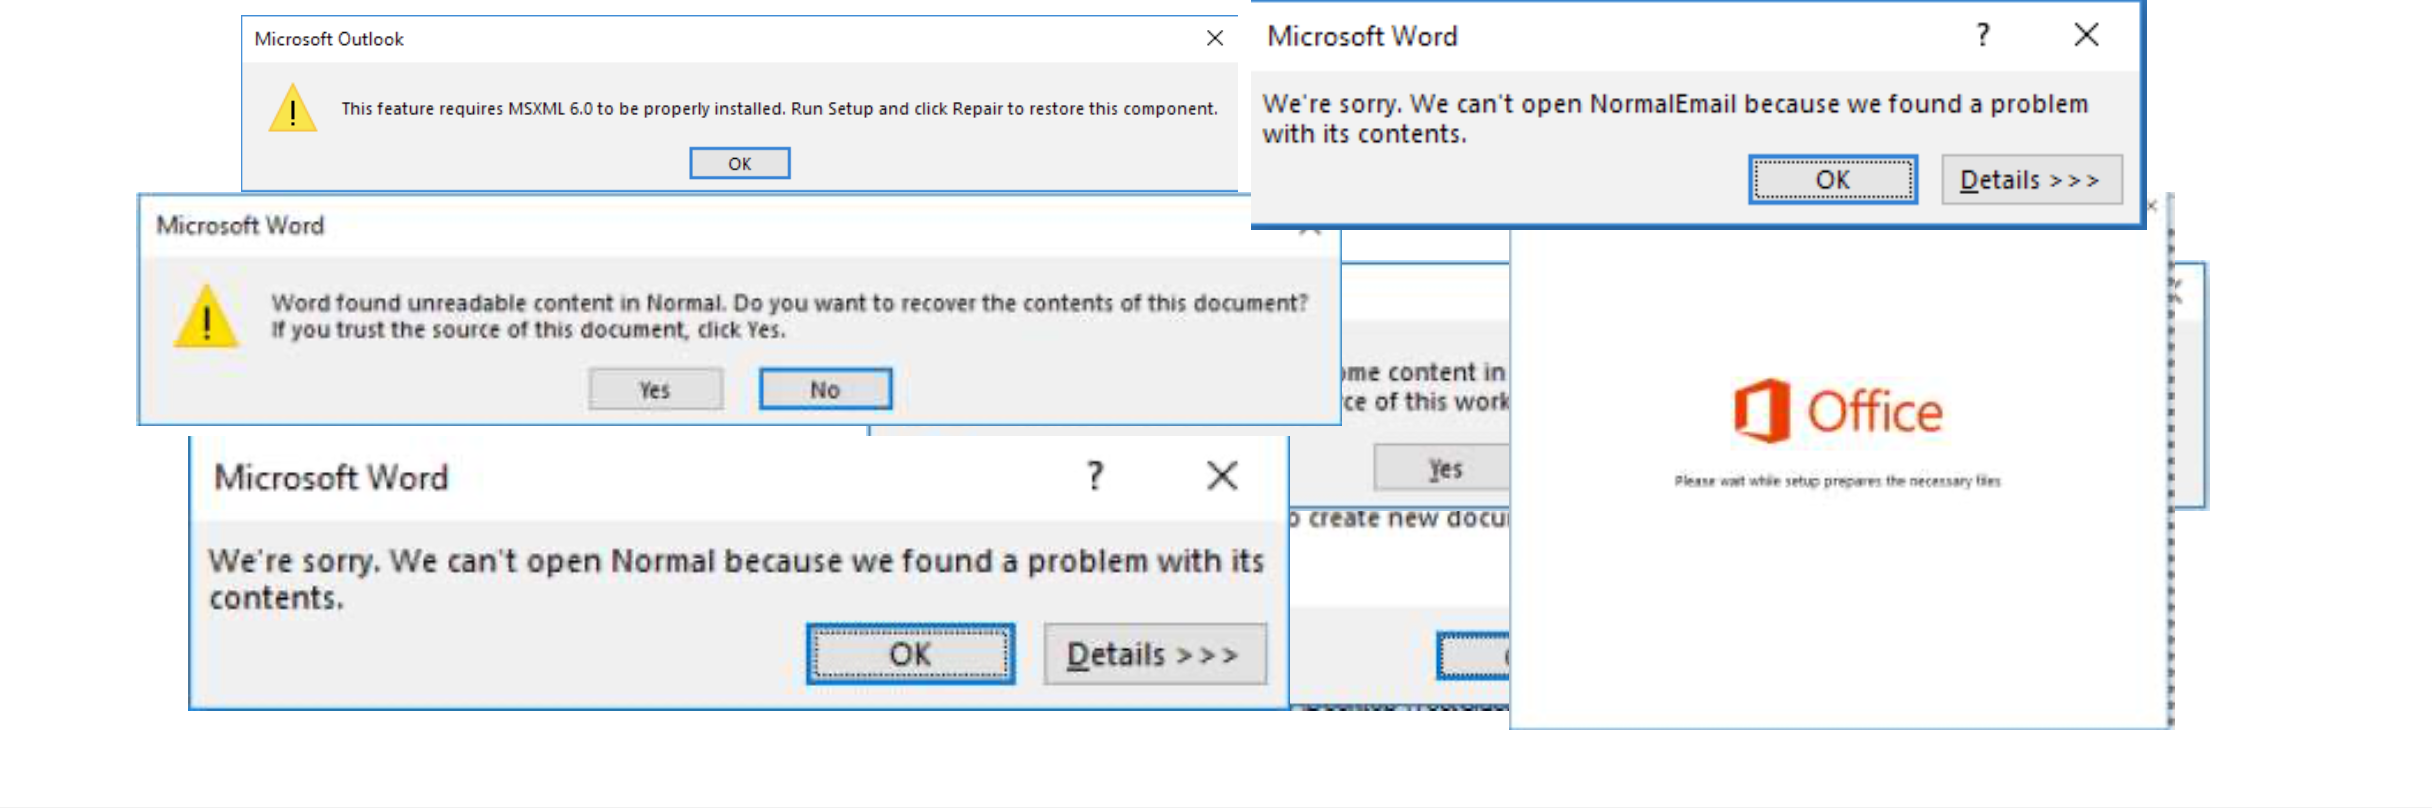 Microsoft Outlook
This feature requires MSXML 6.0 to be properly installed. Run Setup and click Repair to restore this component.
OK
Microsoft Word ?
We're sorry. We can't open NormalEmail because we found a problem
with its contents.
OK Details >>>
Microsoft Word
Word found unreadable content in Normal. Do you want to recover the contents of this document?
If you trust the source of this document, click Yes.
Yes No
content in
of this work
Yes
create new docu
Microsoft Word ?
We're sorry. We can't open Normal because we found a problem with its
contents.
OK Details >>>
Office
Please wait while setup prepares the necessary files